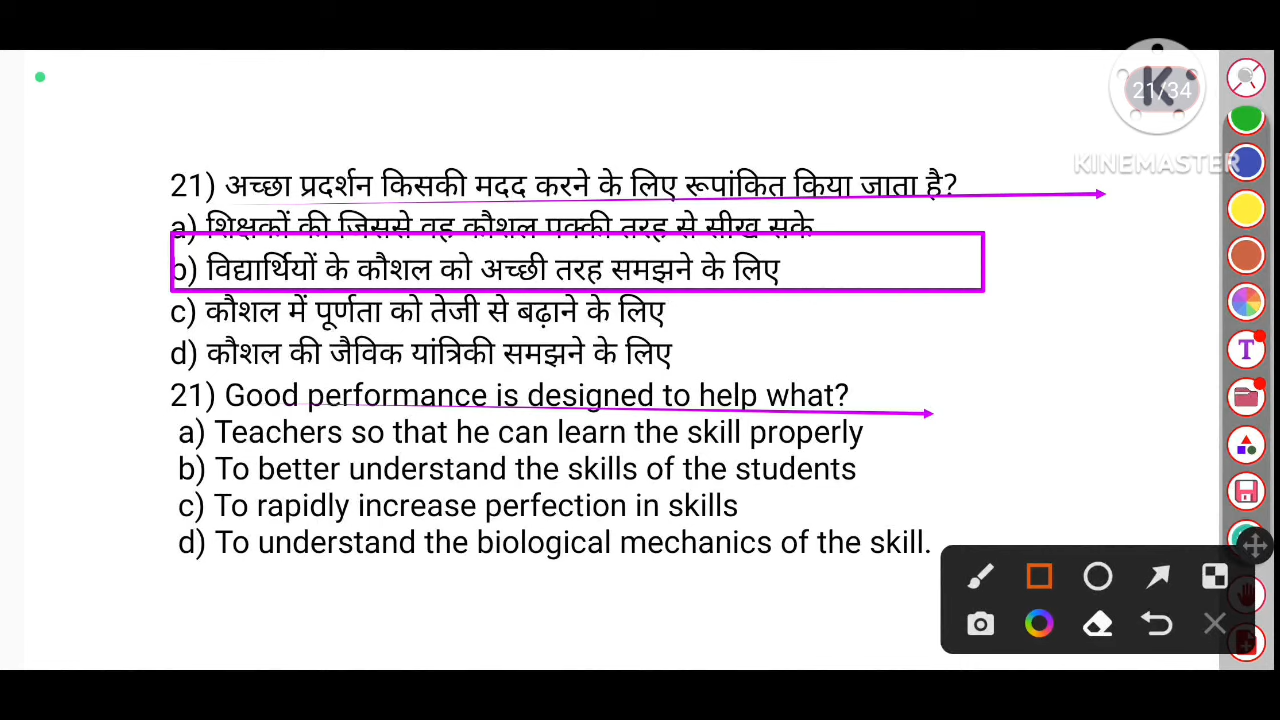 21/34
KINEMASTER
21) अच्छा प्रदर्शन किसकी मदद करने के लिए रूपांकित किया जाता है?
a) शिक्षकों की जिससे वह कौशल पक्की तरह से सीख सके
b) विद्यार्थियों के कौशल को अच्छी तरह समझने के लिए
c) कौशल में पूर्णता को तेजी से बढ़ाने के लिए
d) कौशल की जैविक यांत्रिकी समझने के लिए
21) Good performance is designed to help what?
a) Teachers so that he can learn the skill properly
b) To better understand the skills of the students
c) To rapidly increase perfection in skills
d) To understand the biological mechanics of the skill.
T